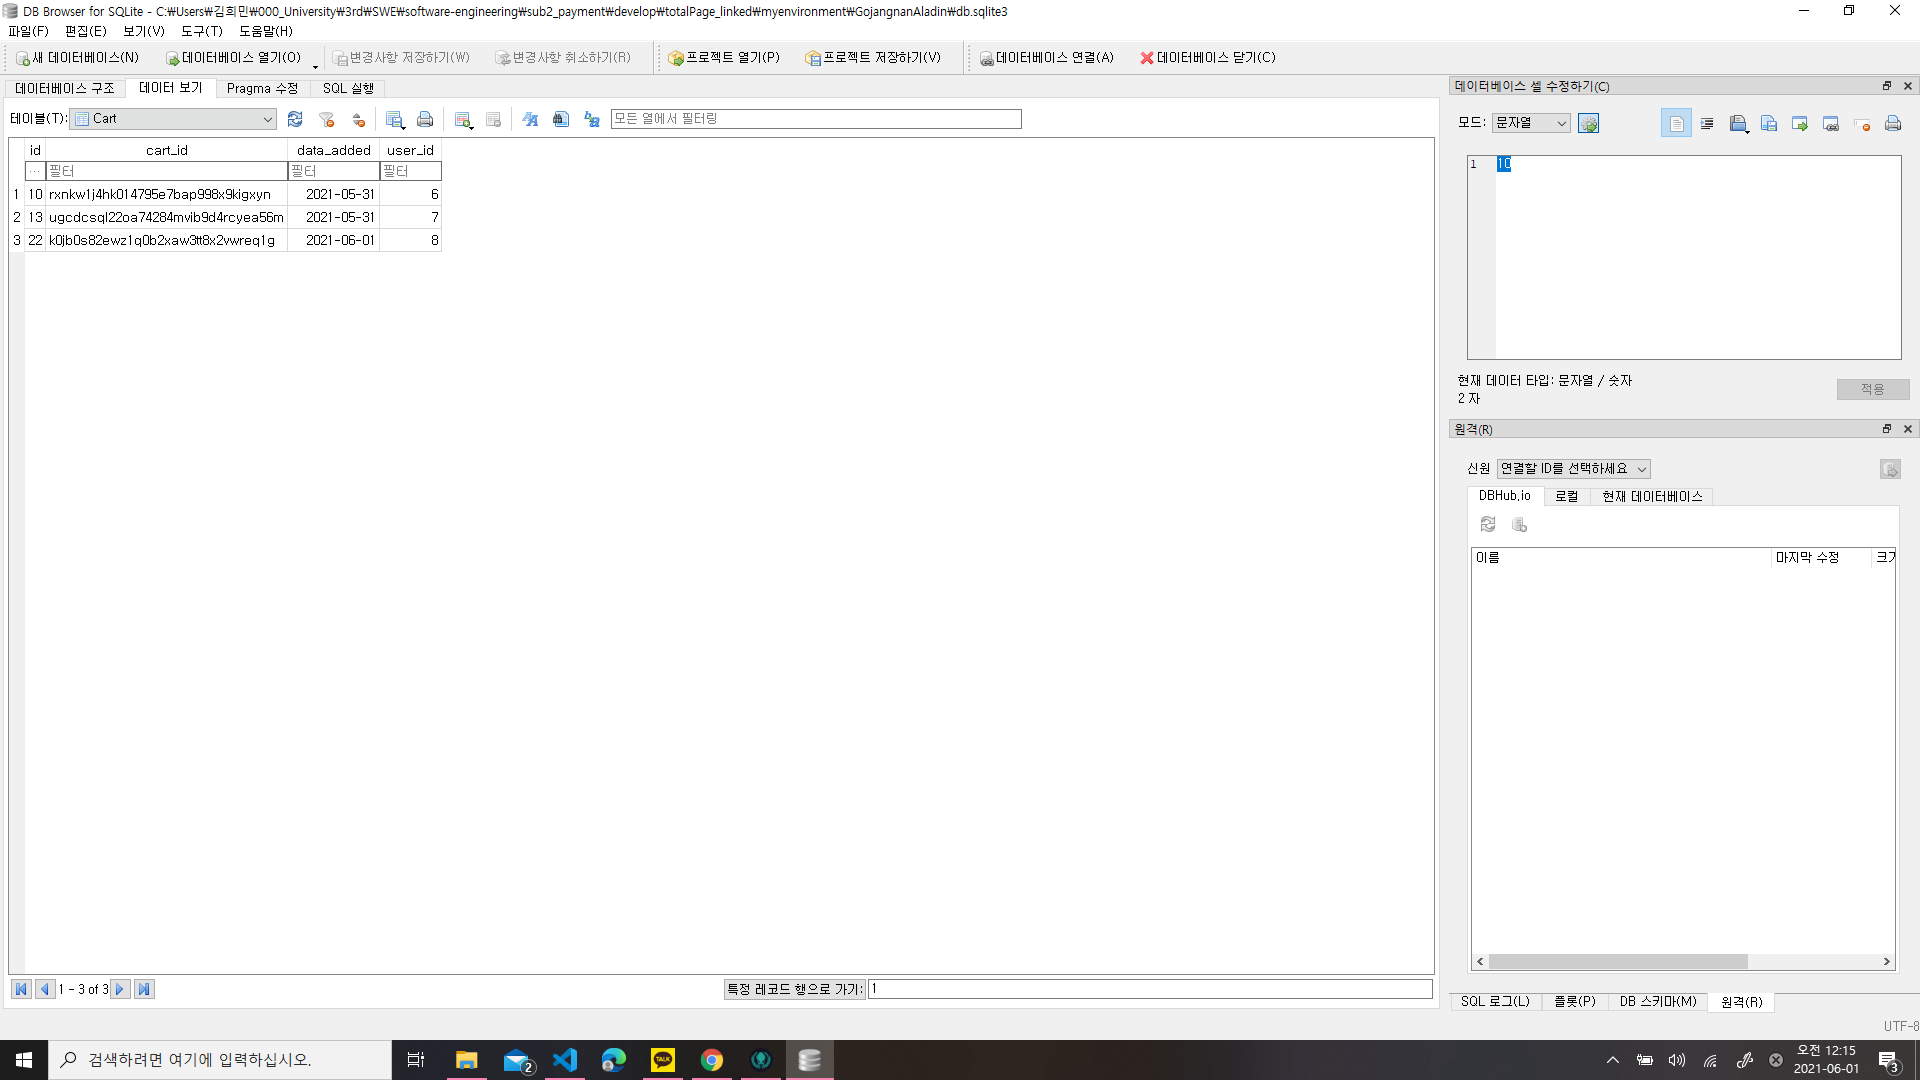 DB Browser for SQLite - C:₩Users₩김희민₩000_University₩3rd₩SWE₩software-engineering₩sub2_payment₩develop₩totalPage_linked₩myenvironment₩GojangnanAladin₩db.sqlite3
파일(F) 편집(E) 보기(V) 도구(T) 도움말(H)
새 데이터베이스(N) 데이터베이스 열기(O) 변경사항 저장하기(W) 변경사항 취소하기(R) 프로젝트 열기(P) 프로젝트 저장하기(V) 데이터베이스 연결(A) 데이터베이스 닫기(C)
데이터베이스 구조 데이터 보기 Pragma 수정 SQL 실행
테이블(T): Cart 모든 열에서 필터링
id cart_id data_added user_id
... 필터 필터 필터
1 10 rxnkw1j4hk014795e7bap998x9kigxyn 2021-05-31 6
2 13 ugcdcsql22oa74284mvib9d4rcyea56m 2021-05-31 7
3 22 k0jb0s82ewz1q0b2xaw3tt8x2vwreq1g 2021-06-01 8
1 - 3 of 3
특정 레코드 행으로 가기: 1
데이터베이스 셀 수정하기(C)
모드: 문자열
1 10
현재 데이터 타입: 문자열 / 숫자
2 자
적용
원격(R)
신원 연결할 ID를 선택하세요
DBHub.io 로컬 현재 데이터베이스
이름 마지막 수정 크기
SQL 로그(L) 플롯(P) DB 스키마(M) 원격(R)
UTF-8
검색하려면 여기에 입력하십시오.
2
TALK
오전 12:15
2021-06-01
3